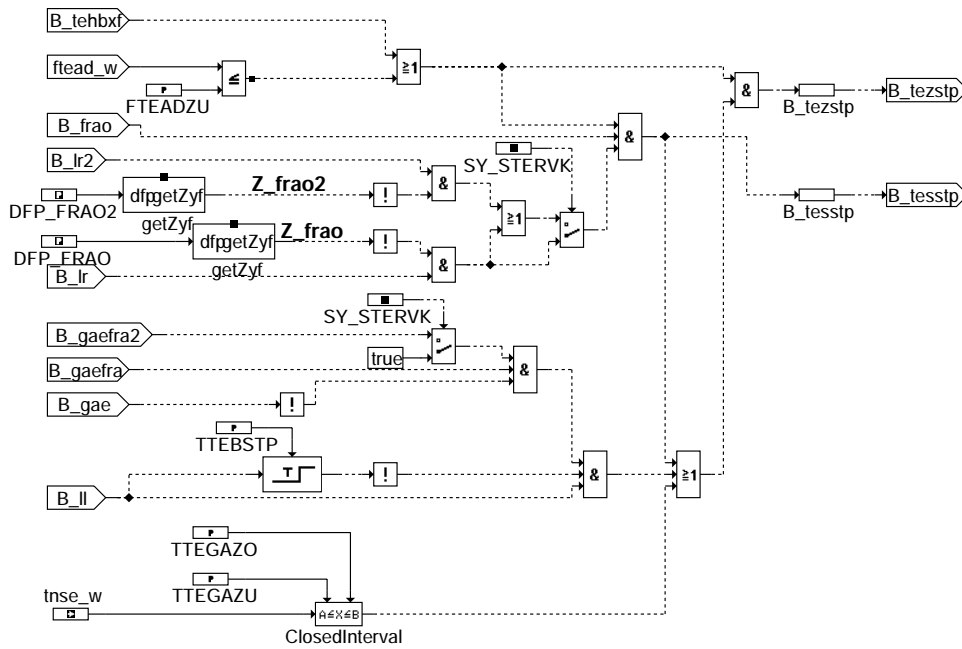 B_tehbxf
ftead_w
≤
≥1
P
FTEADZU
&
B_tezstp
B_tezstp
B_frao
&
B_lr2
SY_STERVK
&
Z_frao2
!
DFP_FRAO2
dfpgetZyf
getZyf
≥1
B_tesstp
B_tesstp
Z_frao
!
DFP_FRAO
dfpgetZyf
getZyf
&
B_lr
SY_STERVK
B_gaefra2
true
B_gaefra
&
B_gae
!
P
TTEBSTP
T
!
&
≥1
B_ll
P
TTEGAZO
P
TTEGAZU
tnse_w
A≤X≤B
ClosedInterval